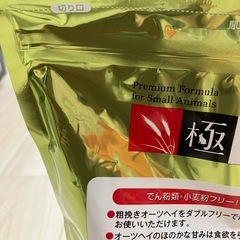 切り口
Premium Formula
for Small Animals
極
でん粉類・小麦粉フリー!
●粗挽きオーツヘイをダブルフリーで
お使いいただけます。
●オーツヘイのほのかな甘みは食欲を